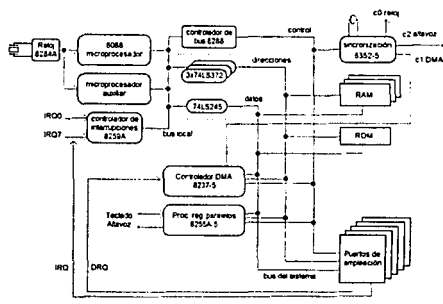 Reloj
8284A
8088
microprocesador
microprocesador
auxiliar
IRQ0
IRQ7
controlador de
interrupciones
8259A
controlador de
bus 8288
3x74LS372
74LS245
bus local
control
direcciones
datos
c0 reloj
c2 altavoz
c1 DMA
sincronización
8352-5
RAM
RDM
Controlador DMA
8237-5
Teclado
Altavoz
Proc reg paralelos
8255A-5
Puertos de
ampliación
bus del sistema
IRQ
DRQ